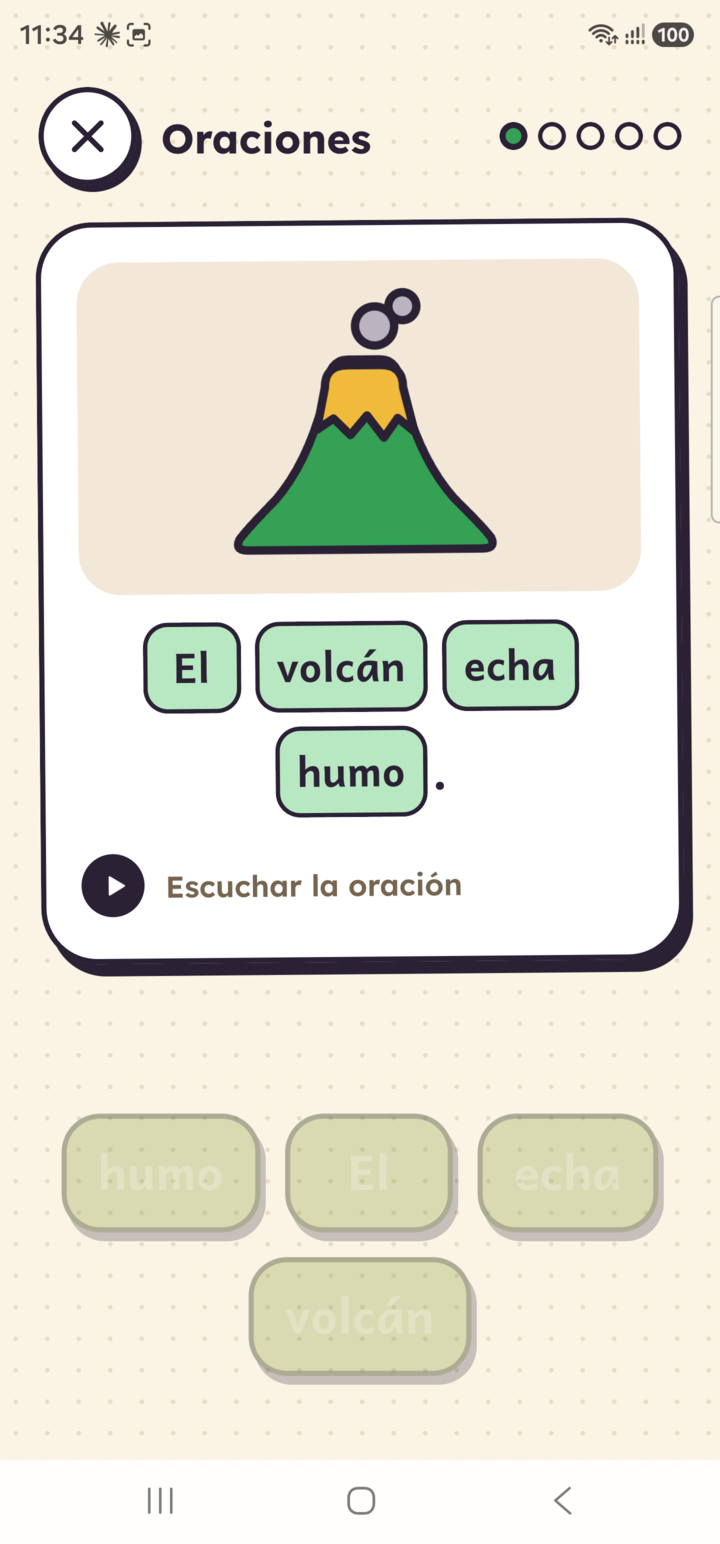 11:34
100
Oraciones
El volcán echa
humo .
Escuchar la oración
humo El echa
volcán